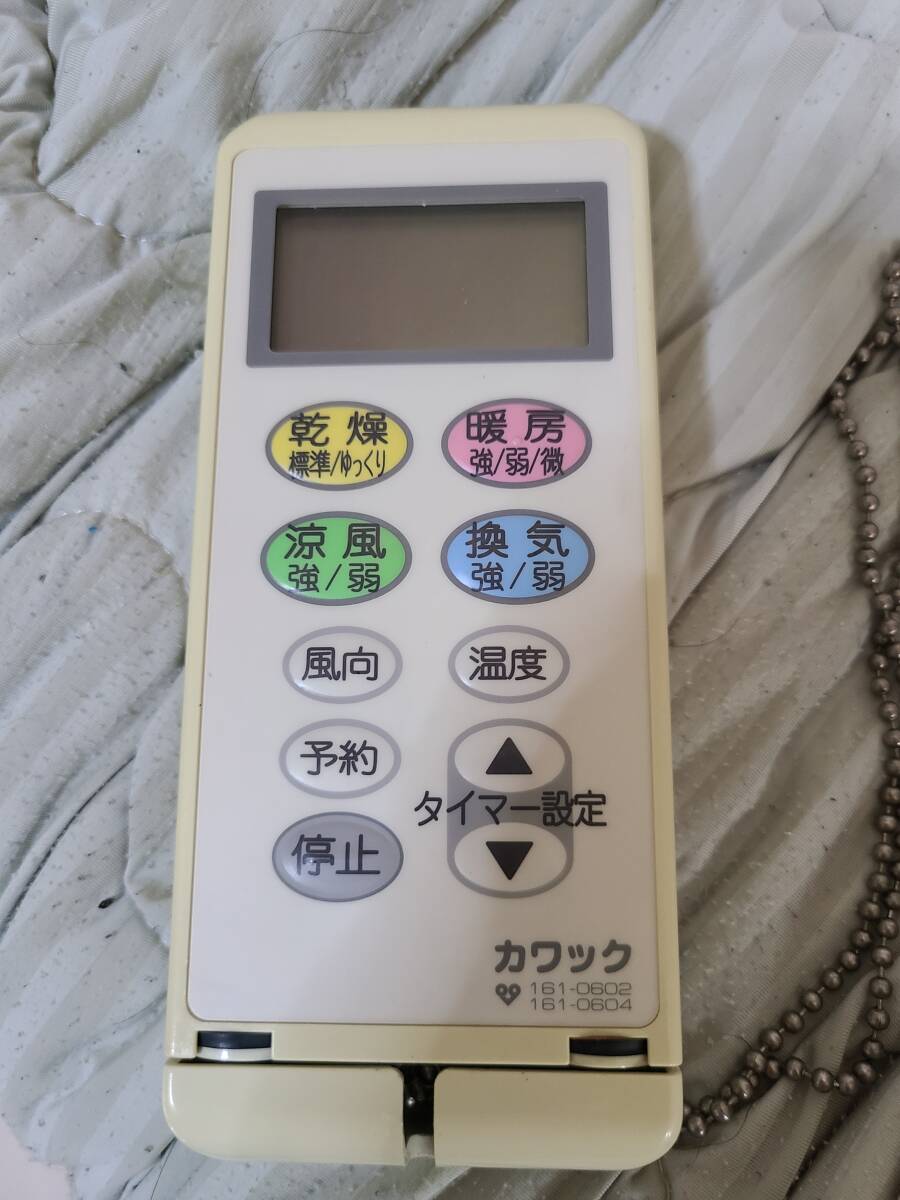 乾燥
標準/ゆっくり
暖房
強/弱/微
涼風
強/弱
換気
強/弱
風向
温度
予約
▲
タイマー設定
▼
停止
カワック
161-0602
161-0604